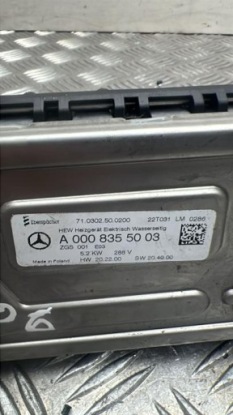 Eberspächer
71.0302.50.0200 22T031 LM 0286
HEW Heizgerät Elektrisch Wasserseitig
A 000 835 50 03
ZGS 001 E03
5,2 KW 288 V
Made in Poland HW 20.22.00 SW 20.46.00